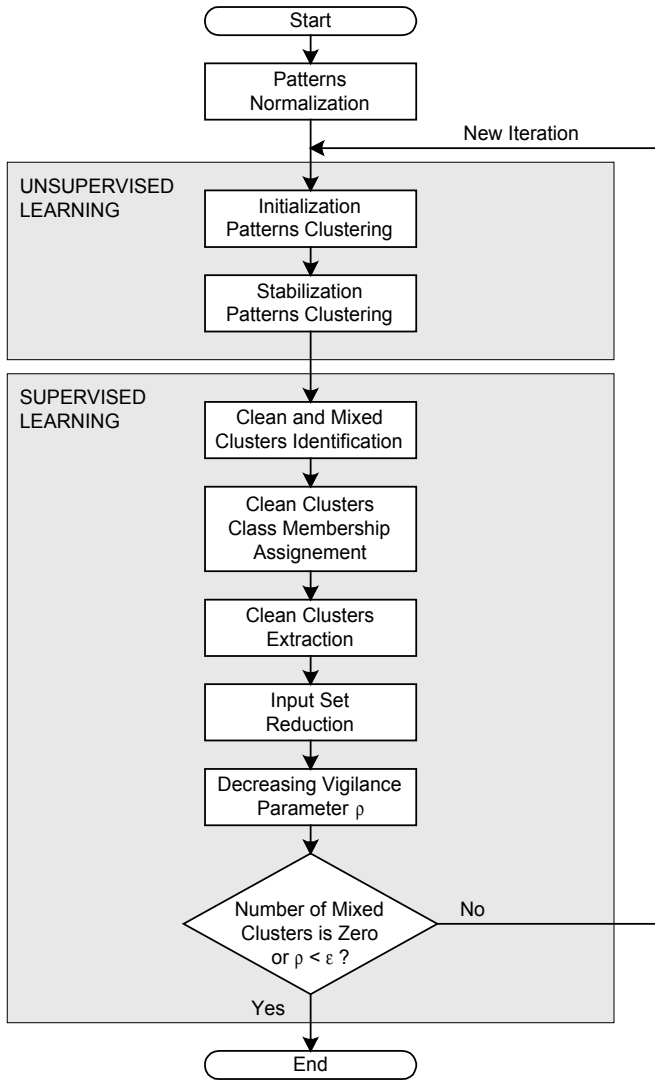 Start
Patterns
Normalization
New Iteration
UNSUPERVISED
LEARNING
Initialization
Patterns Clustering
Stabilization
Patterns Clustering
SUPERVISED
LEARNING
Clean and Mixed
Clusters Identification
Clean Clusters
Class Membership
Assignement
Clean Clusters
Extraction
Input Set
Reduction
Decreasing Vigilance
Parameter ρ
Number of Mixed
Clusters is Zero
or ρ < ε ?
No
Yes
End